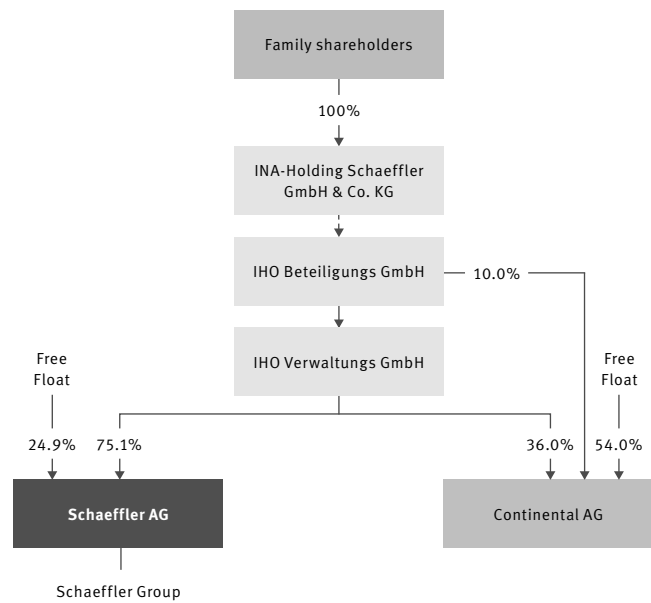 Family shareholders
100%
INA-Holding Schaeffler
GmbH & Co. KG
IHO Beteiligungs GmbH
10.0%
IHO Verwaltungs GmbH
Free
Float
Free
Float
24.9%
75.1%
36.0%
54.0%
Schaeffler AG
Continental AG
Schaeffler Group